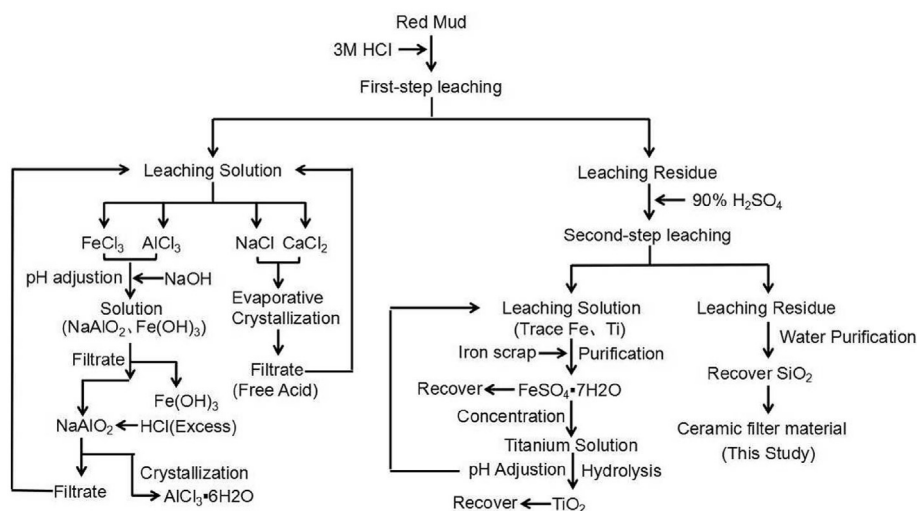 Red Mud
3M HCl
First-step leaching
Leaching Solution
FeCl₃ AlCl₃ NaCl CaCl₂
pH adjustion NaOH
Solution
(NaAlO₂、Fe(OH)₃)
Filtrate
Fe(OH)₃
NaAlO₂ HCl(Excess)
Crystallization
Filtrate AlCl₃▪6H2O
Evaporative
Crystallization
Filtrate
(Free Acid)
Leaching Residue
90% H₂SO₄
Second-step leaching
Leaching Solution
(Trace Fe、Ti)
Iron scrap Purification
Recover FeSO₄▪7H2O
Concentration
Titanium Solution
pH Adjustion Hydrolysis
Recover TiO₂
Leaching Residue
Water Purification
Recover SiO₂
Ceramic filter material
(This Study)